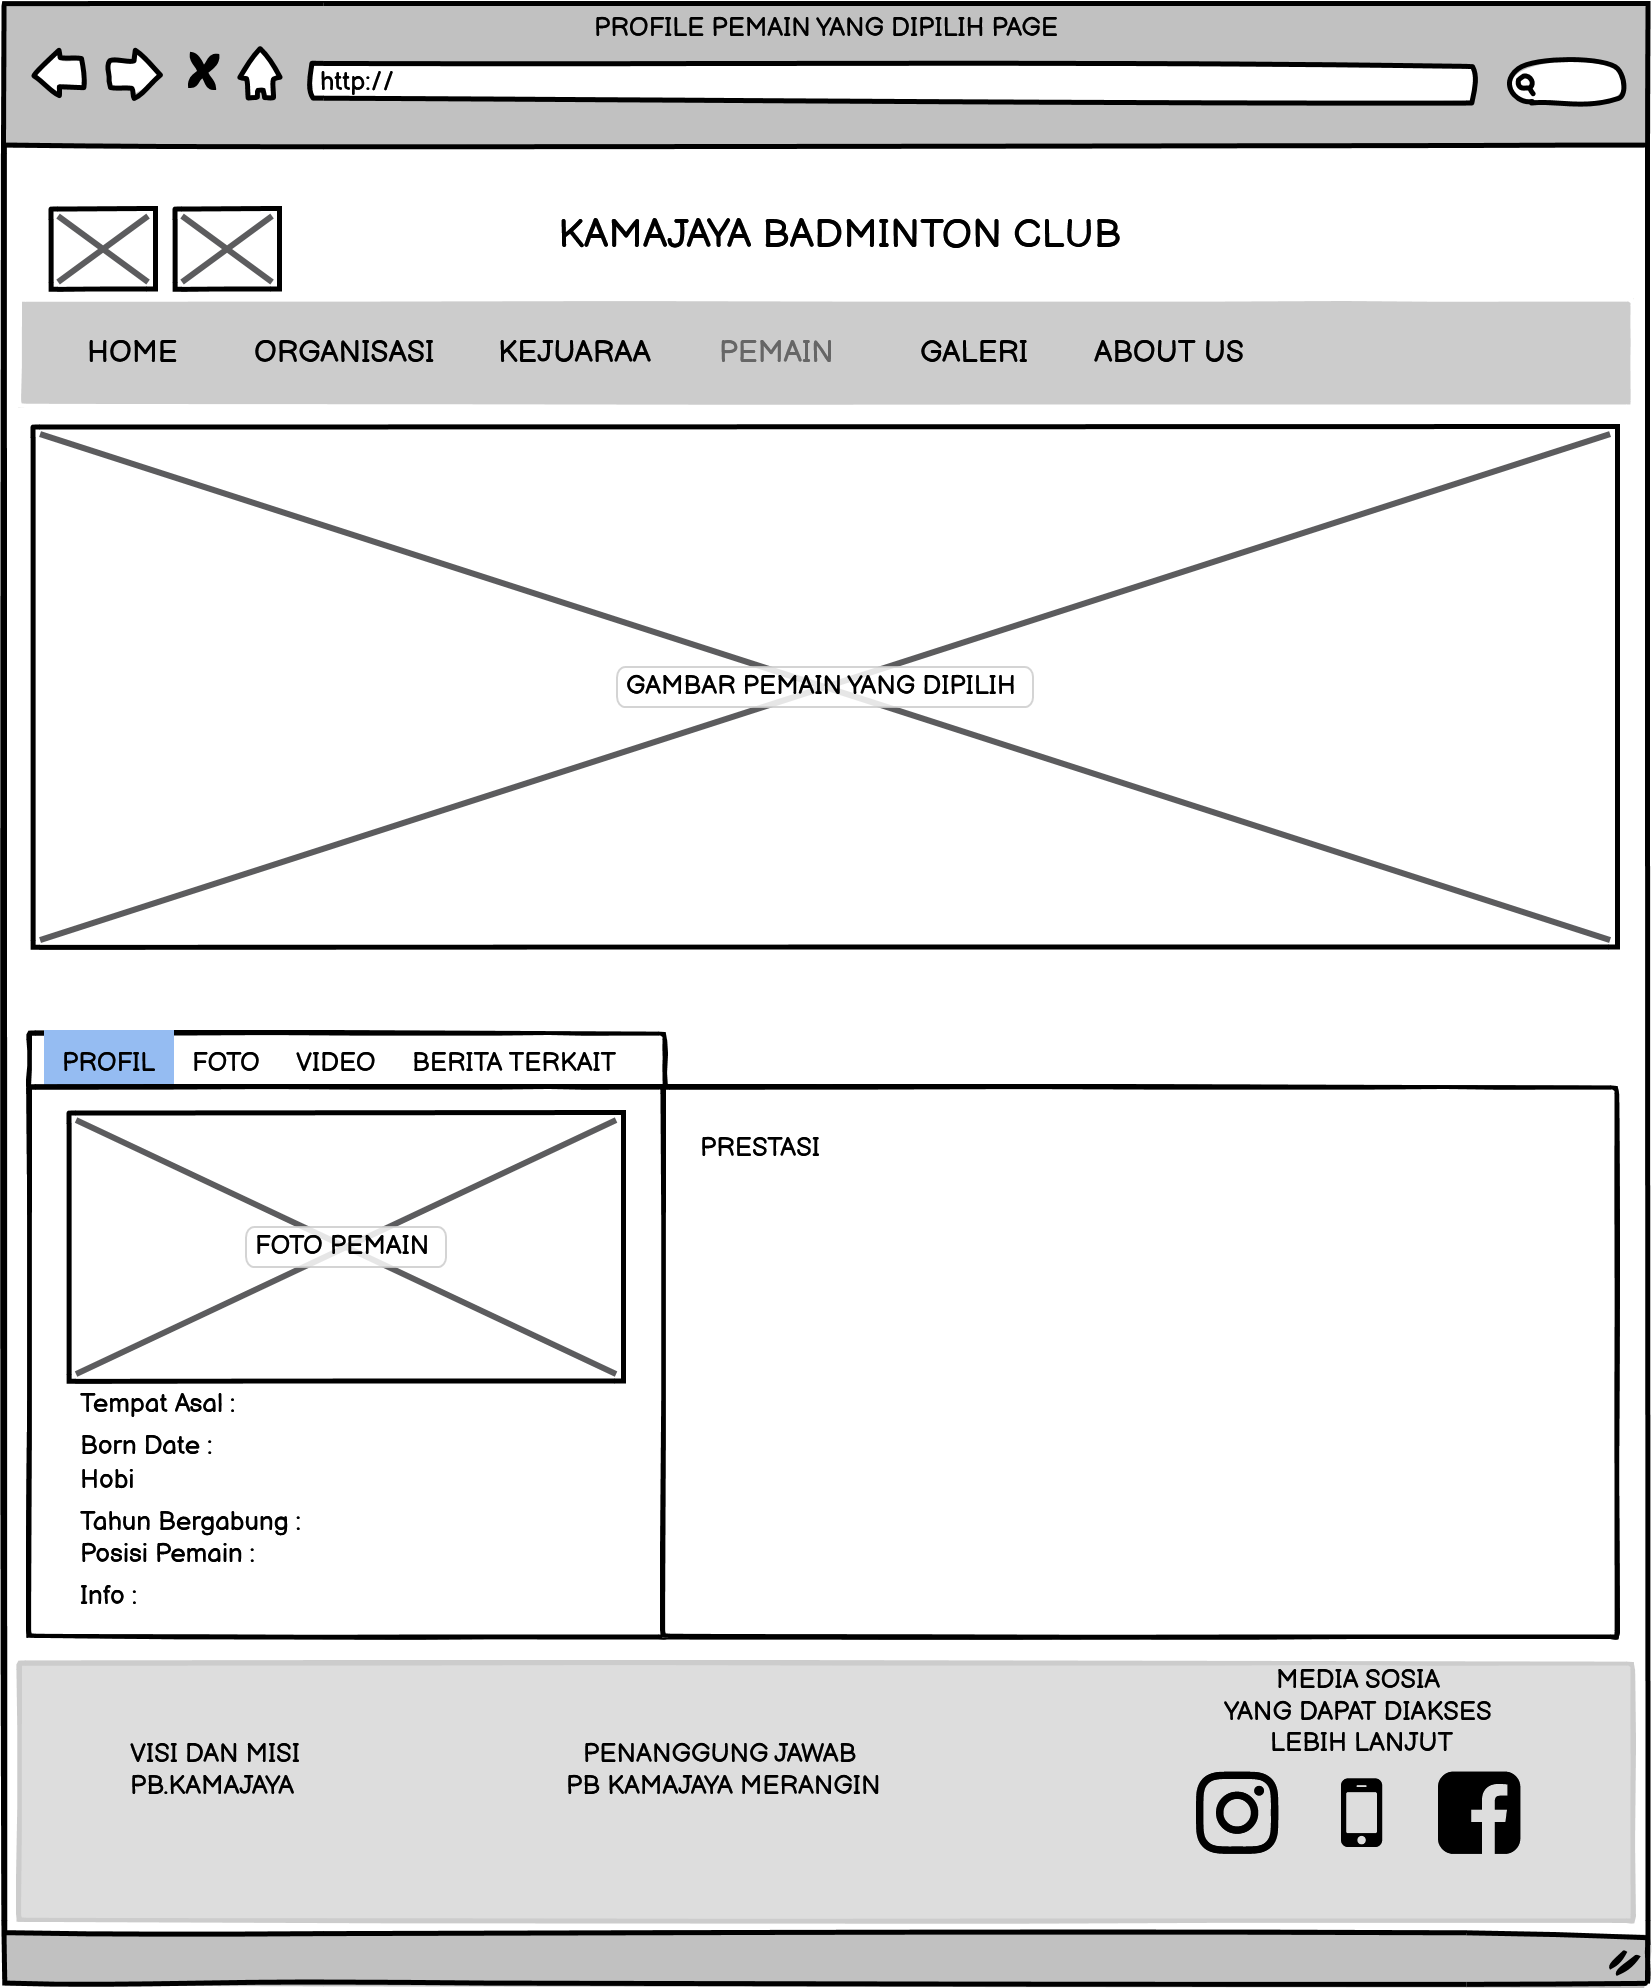 PROFILE PEMAIN YANG DIPILIH PAGE
http://
KAMAJAYA BADMINTON CLUB
HOME ORGANISASI KEJUARAA PEMAIN GALERI ABOUT US
GAMBAR PEMAIN YANG DIPILIH
PROFIL FOTO VIDEO BERITA TERKAIT
FOTO PEMAIN
Tempat Asal :
Born Date :
Hobi
Tahun Bergabung :
Posisi Pemain :
Info :
PRESTASI
VISI DAN MISI
PB.KAMAJAYA
PENANGGUNG JAWAB
PB KAMAJAYA MERANGIN
MEDIA SOSIA
YANG DAPAT DIAKSES
LEBIH LANJUT